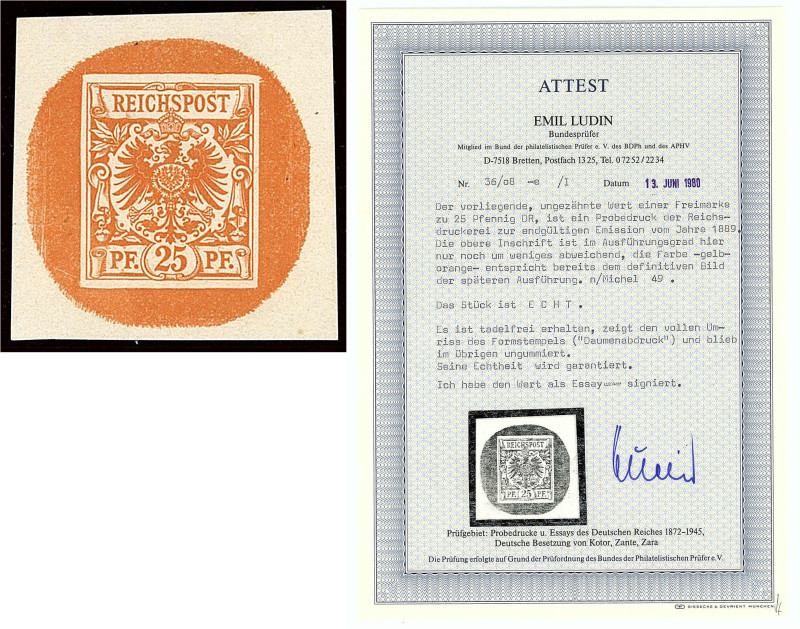 REICHSPOST
PF. 25 PF.
ATTEST
EMIL LUDIN
Bundesprüfer
Mitglied im Bund der philatelistischen Prüfer e. V. des BDPh und des APHV
D-7518 Bretten, Postfach 1325, Tel. 07252/2234
Nr. 36/o8 -e /I Datum 13. JUNI 1980
Der vorliegende, ungezähnte Wert einer Freimarke
zu 25 Pfennig DR, ist ein Probedruck der Reichs-
druckerei zur endgültigen Emission vom Jahre 1889.
Die obere Inschrift ist im Ausführungsgrad hier
nur noch um weniges abweichend, die Farbe -gelb-
orange- entspricht bereits dem definitiven Bild
der späteren Ausführung. n/Michel 49 .
Das Stück ist E C H T .
Es ist tadelfrei erhalten, zeigt den vollen Um-
riss des Formstempels ("Daumenabdruck") und blieb
im Übrigen ungummiert.
Seine Echtheit wird garantiert.
Ich habe den Wert als Essay signiert.
REICHSPOST
PF. 25 PF.
Prüfgebiet: Probedrucke u. Essays des Deutschen Reiches 1872-1945,
Deutsche Besetzung von Kotor, Zante, Zara
Die Prüfung erfolgte auf Grund der Prüfordnung des Bundes der Philatelistischen Prüfer e.V.
GIESECKE & DEVRIENT MÜNCHEN